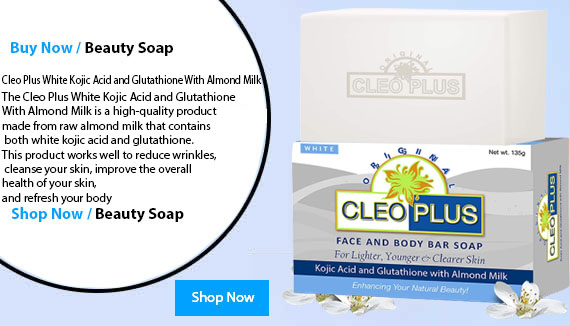 Buy Now / Beauty Soap
Cleo Plus White Kojic Acid and Glutathione With Almond Milk
The Cleo Plus White Kojic Acid and Glutathione
With Almond Milk is a high-quality product
made from raw almond milk that contains
both white kojic acid and glutathione.
This product works well to reduce wrinkles,
cleanse your skin, improve the overall
health of your skin,
and refresh your body
Shop Now / Beauty Soap
Shop Now
ORIGINAL
CLEO PLUS
WHITE
Net wt. 135g
ORIGINAL
CLEO PLUS
FACE AND BODY BAR SOAP
For Lighter, Younger & Clearer Skin
Kojic Acid and Glutathione with Almond Milk
Enhancing Your Natural Beauty!
CLEO PLUS